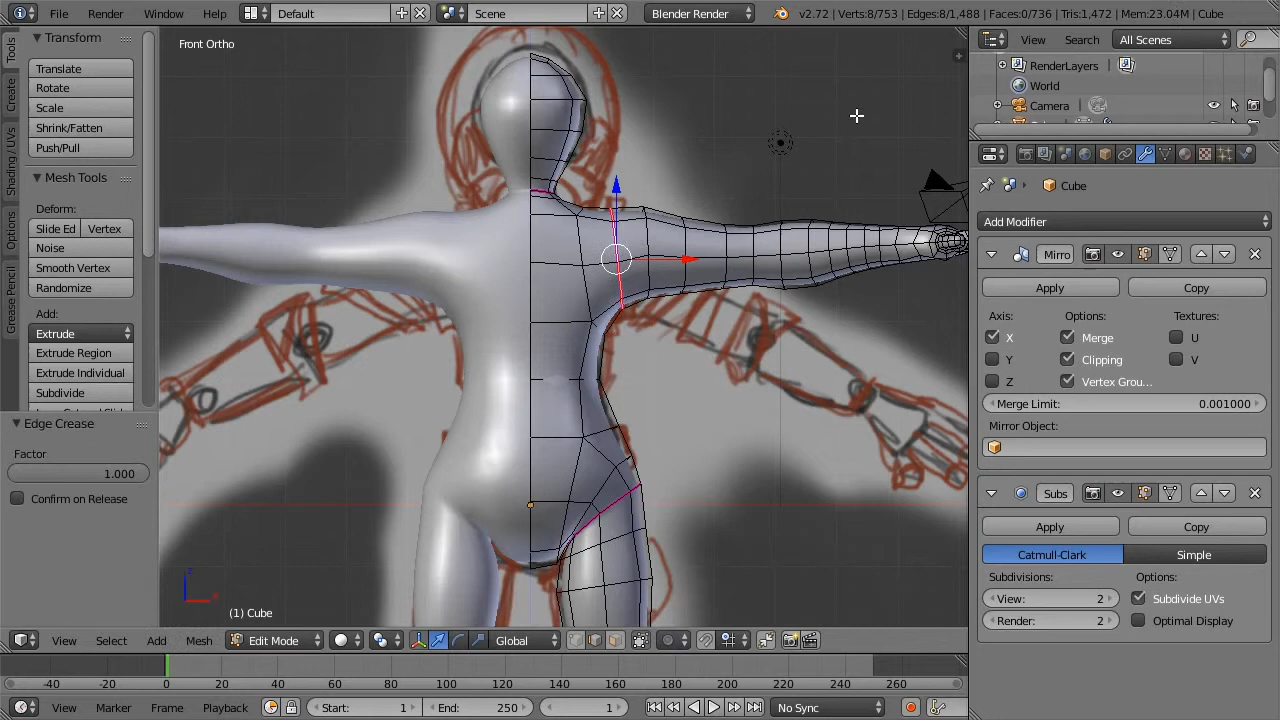 File Render Window Help Default Scene Blender Render v2.72 | Verts:8/753 | Edges:8/1,488 | Faces:0/736 | Tris:1,472 | Mem:23.04M | Cube
Tools
Create
Shading / UVs
Options
Grease Pencil
Transform
Translate
Rotate
Scale
Shrink/Fatten
Push/Pull
Mesh Tools
Deform:
Slide Ed Vertex
Noise
Smooth Vertex
Randomize
Add:
Extrude
Extrude Region
Extrude Individual
Subdivide
Edge Crease
Factor
1.000
Confirm on Release
Front Ortho
z
x
(1) Cube
View Select Add Mesh Edit Mode Global
View Search All Scenes
RenderLayers
World
Camera
Cube
Add Modifier
Mirro
Apply Copy
Axis: Options: Textures:
X Merge U
Y Clipping V
Z Vertex Grou...
Merge Limit: 0.001000
Mirror Object:
Subs
Apply Copy
Catmull-Clark Simple
Subdivisions: Options:
View: 2 Subdivide UVs
Render: 2 Optimal Display
-40 -20 0 20 40 60 80 100 120 140 160 180 200 220 240 260
View Marker Frame Playback Start: 1 End: 250 1 No Sync